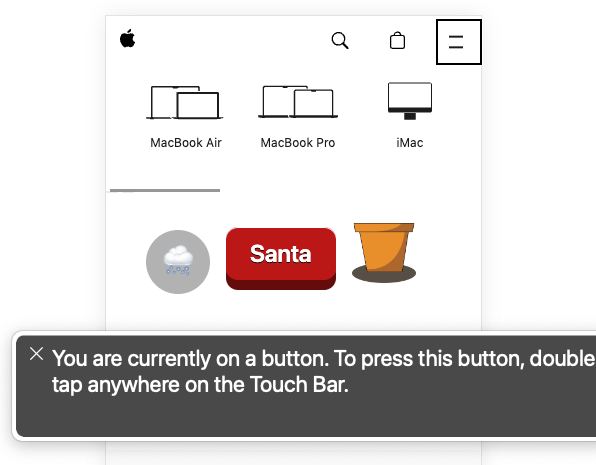 MacBook Air
MacBook Pro
iMac
Santa
You are currently on a button. To press this button, double
tap anywhere on the Touch Bar.